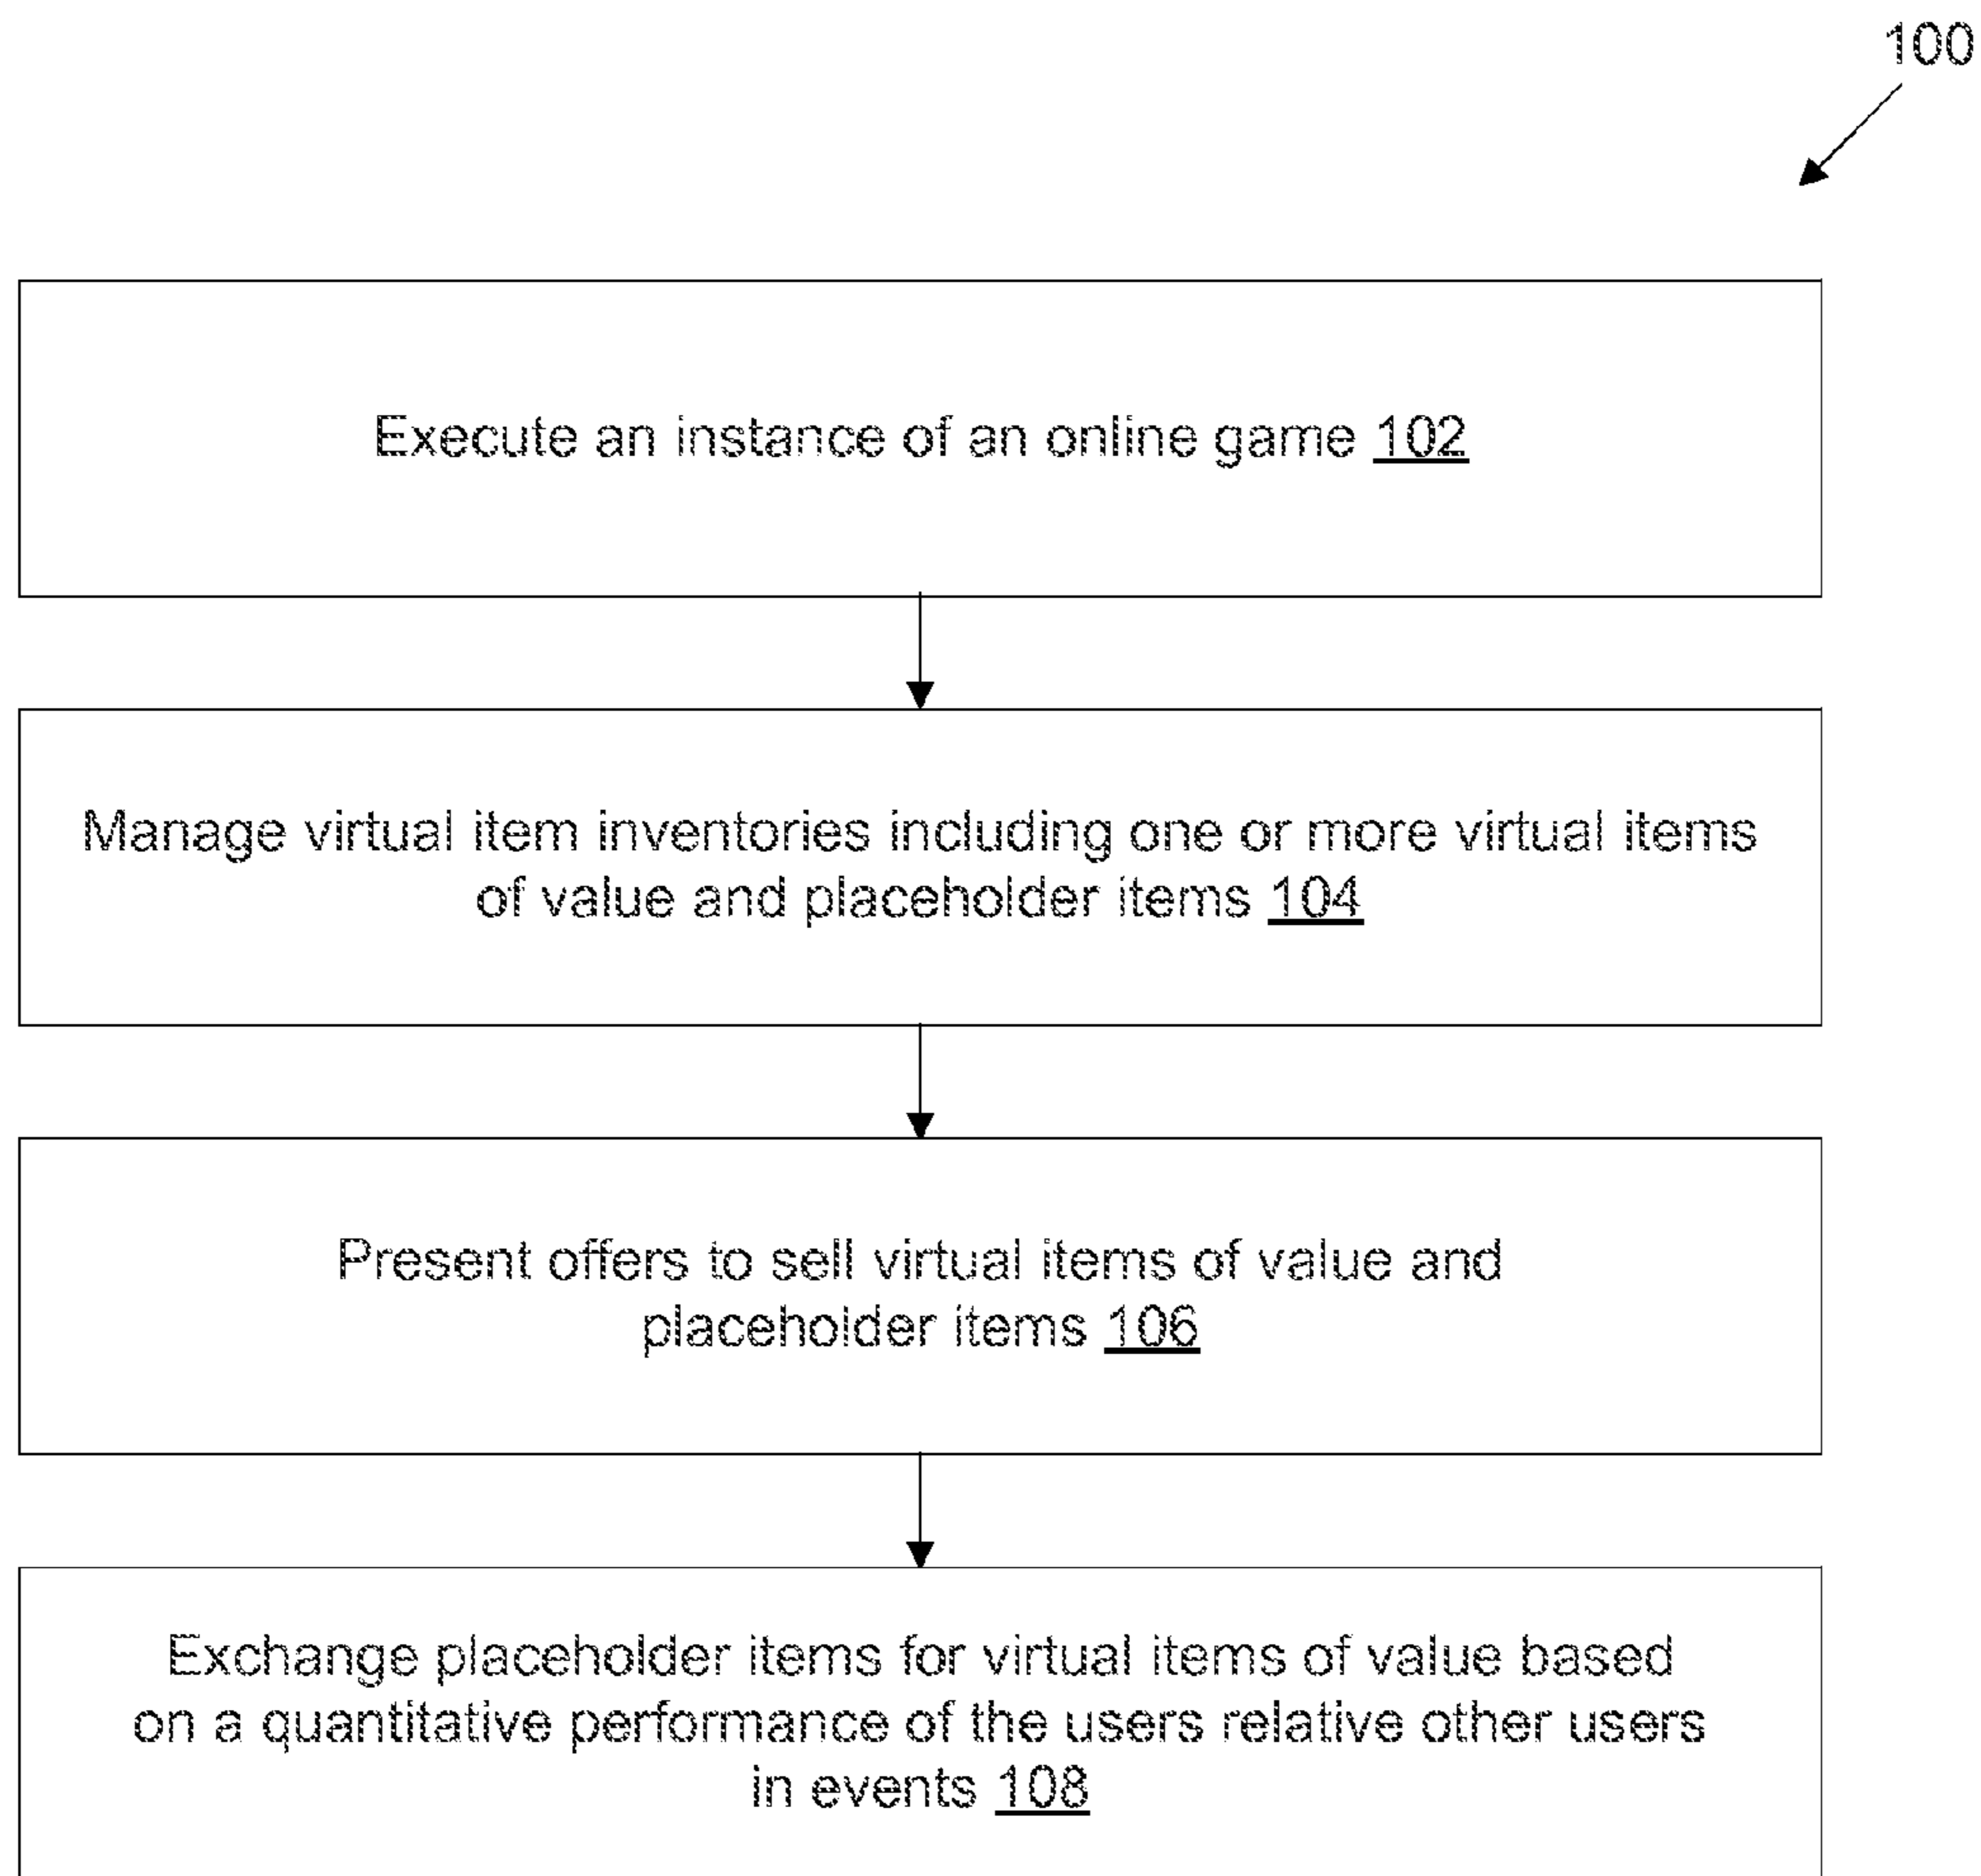 100
Execute an instance of an online game 102
Manage virtual item inventories including one or more virtual items
of value and placeholder items 104
Present offers to sell virtual items of value and
placeholder items 106
Exchange placeholder items for virtual items of value based
on a quantitative performance of the users relative other users
in events 108